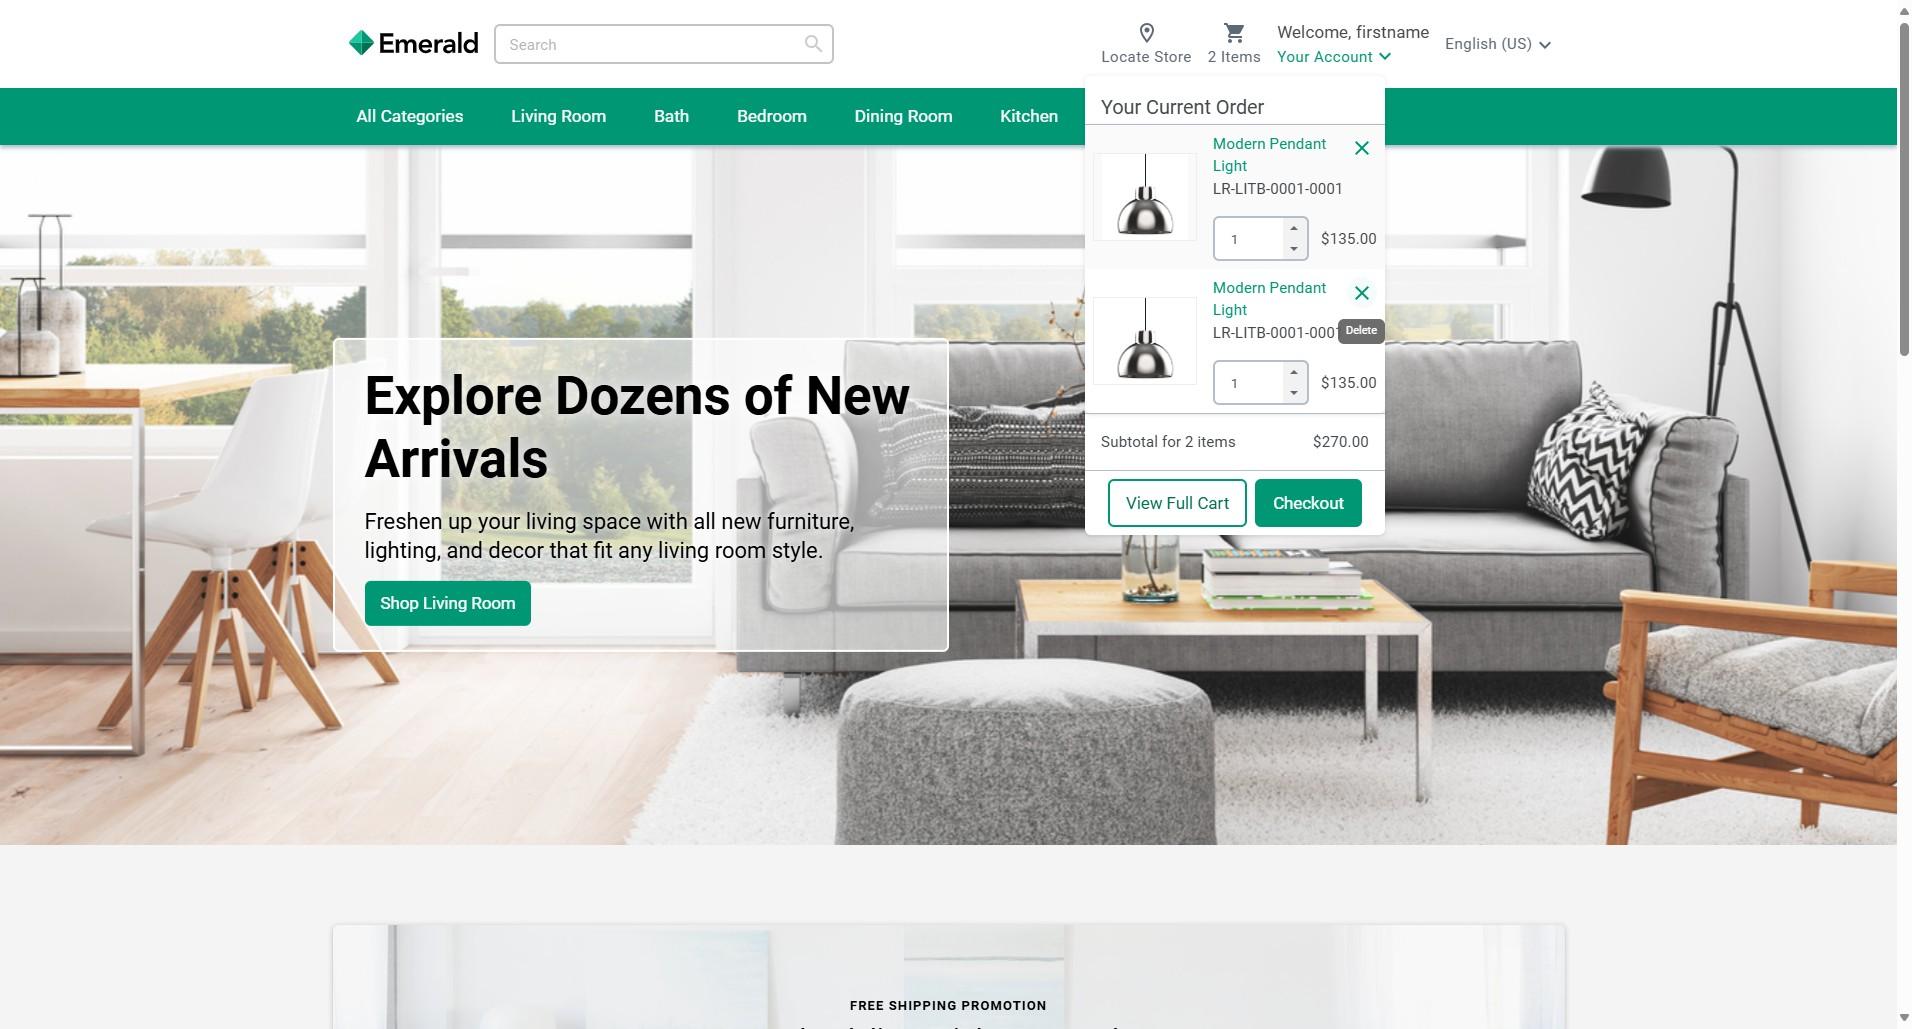 Emerald
Search
Locate Store
2 Items
Welcome, firstname
Your Account
English (US)
All Categories
Living Room
Bath
Bedroom
Dining Room
Kitchen
Your Current Order
Modern Pendant
Light
LR-LITB-0001-0001
1
$135.00
Modern Pendant
Light
LR-LITB-0001-0001
Delete
1
$135.00
Subtotal for 2 items
$270.00
View Full Cart
Checkout
Explore Dozens of New
Arrivals
Freshen up your living space with all new furniture,
lighting, and decor that fit any living room style.
Shop Living Room
FREE SHIPPING PROMOTION